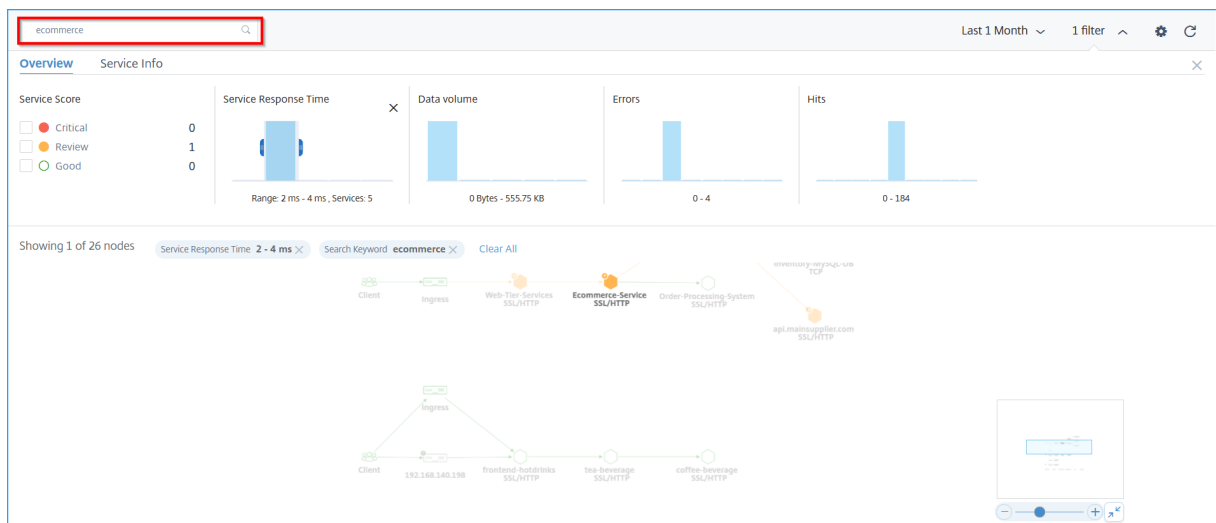 ecommerce
Last 1 Month
1 filter
Overview
Service Info
Service Score
Critical 0
Review 1
Good 0
Service Response Time
Range: 2 ms - 4 ms , Services: 5
Data volume
0 Bytes - 555.75 KB
Errors
0 - 4
Hits
0 - 184
Showing 1 of 26 nodes
Service Response Time 2 - 4 ms
Search Keyword ecommerce
Clear All
Inventory-MySQL-DB
TCP
Client
Ingress
Web-Tier-Services
SSL/HTTP
Ecommerce-Service
SSL/HTTP
Order-Processing-System
SSL/HTTP
api.mainsupplier.com
SSL/HTTP
Ingress
Client
192.168.140.198
frontend-hotdrinks
SSL/HTTP
tea-beverage
SSL/HTTP
coffee-beverage
SSL/HTTP